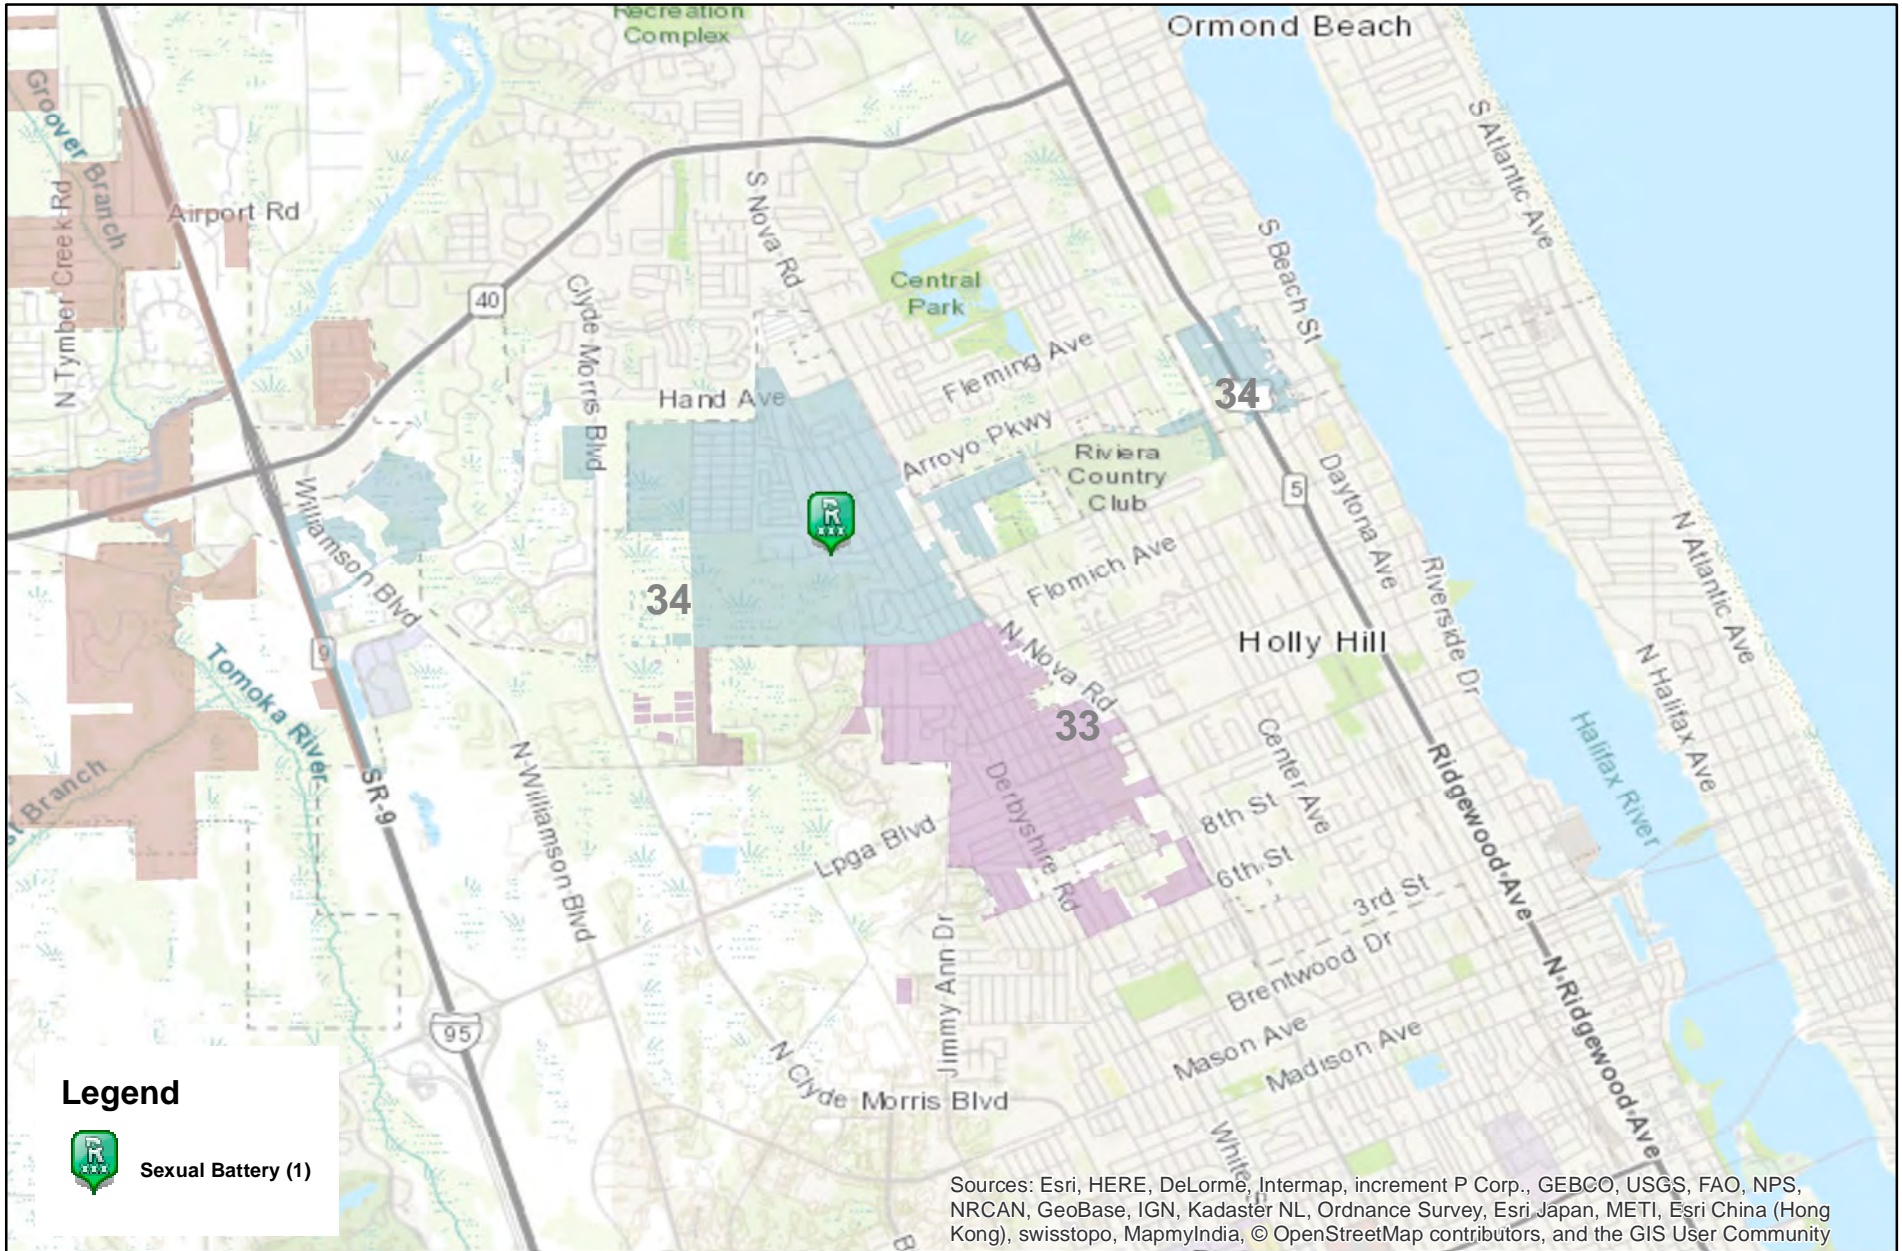 Recreation
Complex
Ormond Beach
Groover Branch
N Tymber Creek Rd
Airport Rd
S Nova Rd
S Atlantic Ave
S Beach St
Central
Park
40
Clyde Morris Blvd
Fleming Ave
Hand Ave
34
Arroyo Pkwy
Riviera
Country
Club
5
Daytona Ave
R
xxx
Williamson Blvd
Flomich Ave
N Atlantic Ave
34
Riverside Dr
9
Holly Hill
N Nova Rd
N Halifax Ave
Tomoka River
33
Center Ave
Halifax River
Ridgewood Ave
SR-9
N Williamson Blvd
Derbyshire Rd
Branch
8th St
Lpga Blvd
6th St
3rd St
Jimmy Ann Dr
Brentwood Dr
N Ridgewood Ave
95
Mason Ave
Madison Ave
N Clyde Morris Blvd
White S
Legend
R
xxx
Sexual Battery (1)
Sources: Esri, HERE, DeLorme, Intermap, increment P Corp., GEBCO, USGS, FAO, NPS,
NRCAN, GeoBase, IGN, Kadaster NL, Ordnance Survey, Esri Japan, METI, Esri China (Hong
Kong), swisstopo, MapmyIndia, © OpenStreetMap contributors, and the GIS User Community